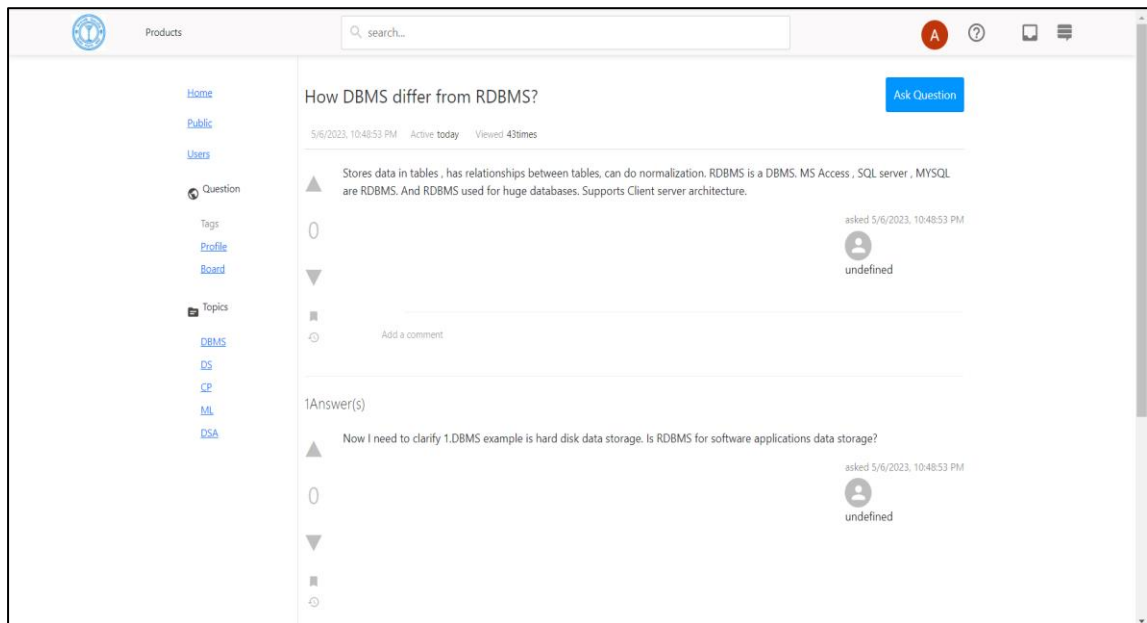 Products
search...
A
Home
Public
Users
Question
Tags
Profile
Board
Topics
DBMS
DS
CP
ML
DSA
How DBMS differ from RDBMS?
Ask Question
5/6/2023, 10:48:53 PM Active today Viewed 43times
Stores data in tables , has relationships between tables, can do normalization. RDBMS is a DBMS. MS Access , SQL server , MYSQL
are RDBMS. And RDBMS used for huge databases. Supports Client server architecture.
0
asked 5/6/2023, 10:48:53 PM
undefined
Add a comment
1Answer(s)
Now I need to clarify 1.DBMS example is hard disk data storage. Is RDBMS for software applications data storage?
0
asked 5/6/2023, 10:48:53 PM
undefined